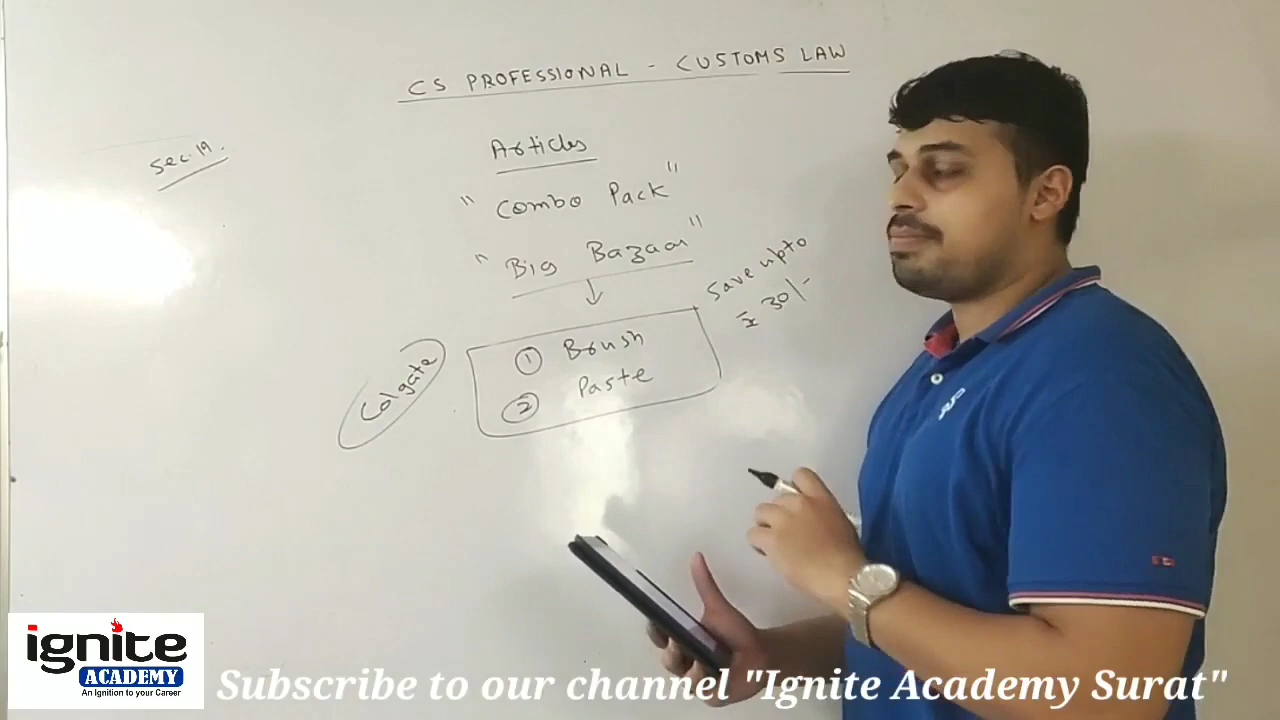 CS PROFESSIONAL - CUSTOMS LAW
Sec. 19.
Articles
"Combo Pack"
"Big Bazaar"
Save upto
₹ 30/-
Colgate
① Brush
② Paste
ignite
ACADEMY
An Ignition to your Career
Subscribe to our channel "Ignite Academy Surat"